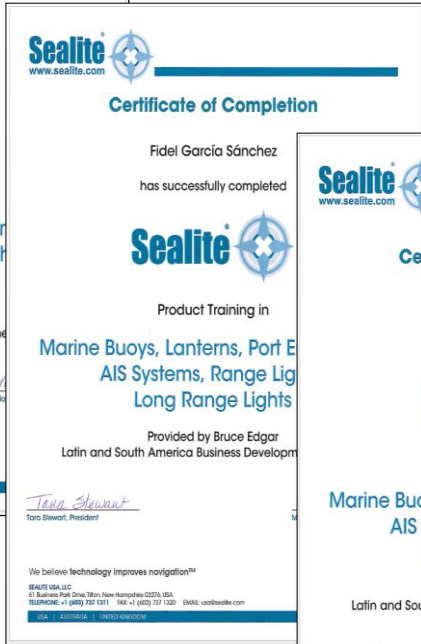 Sealite
www.sealite.com
Certificate of Completion
Fidel García Sánchez
has successfully completed
Sealite
Product Training in
Marine Buoys, Lanterns, Port E
AIS Systems, Range Lig
Long Range Lights
Provided by Bruce Edgar
Latin and South America Business Developm
Tara Stewart
Tara Stewart, President
We believe technology improves navigation™
SEALITE USA, LLC
61 Business Park Drive, Tilton, New Hampshire 03276, USA
TELEPHONE: +1 (603) 737 1311 FAX: +1 (603) 737 1320 EMAIL: usa@sealite.com
USA | AUSTRALIA | UNITED KINGDOM
Sealite
www.sealite.com
Ce
Marine Buo
AIS
Latin and Sou